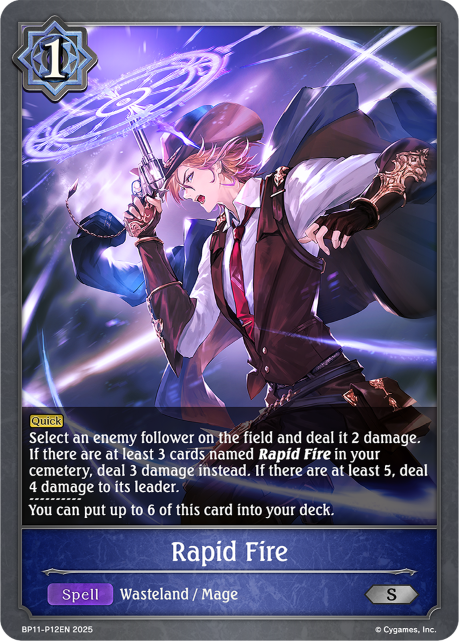 1
Quick
Select an enemy follower on the field and deal it 2 damage.
If there are at least 3 cards named Rapid Fire in your
cemetery, deal 3 damage instead. If there are at least 5, deal
4 damage to its leader.
----------
You can put up to 6 of this card into your deck.
Rapid Fire
Spell Wasteland / Mage S
BP11-P12EN 2025 © Cygames, Inc.